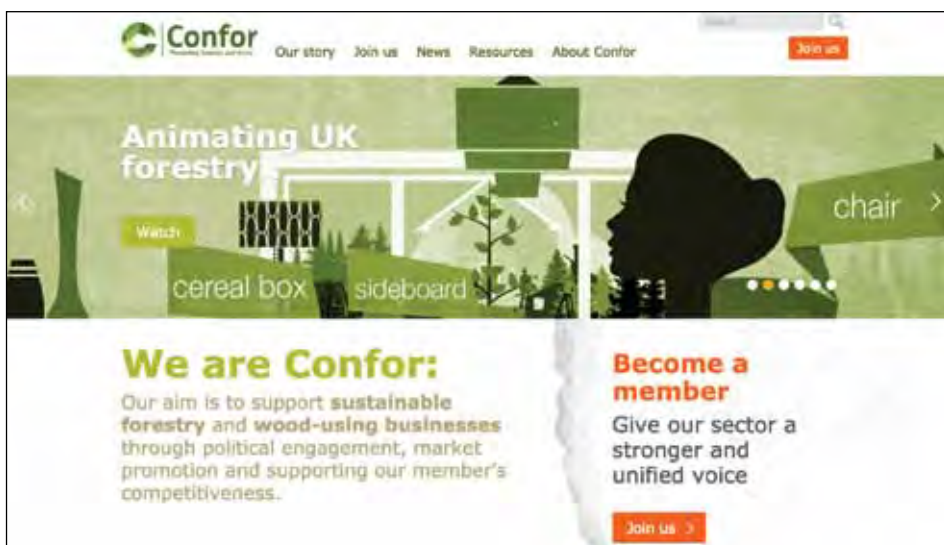 Confor
Our story Join us News Resources About Confor
Join us
Animating UK
forestry
Watch
cereal box
sideboard
chair
We are Confor:
Our aim is to support sustainable
forestry and wood-using businesses
through political engagement, market
promotion and supporting our member's
competitiveness.
Become a
member
Give our sector a
stronger and
unified voice
Join us >